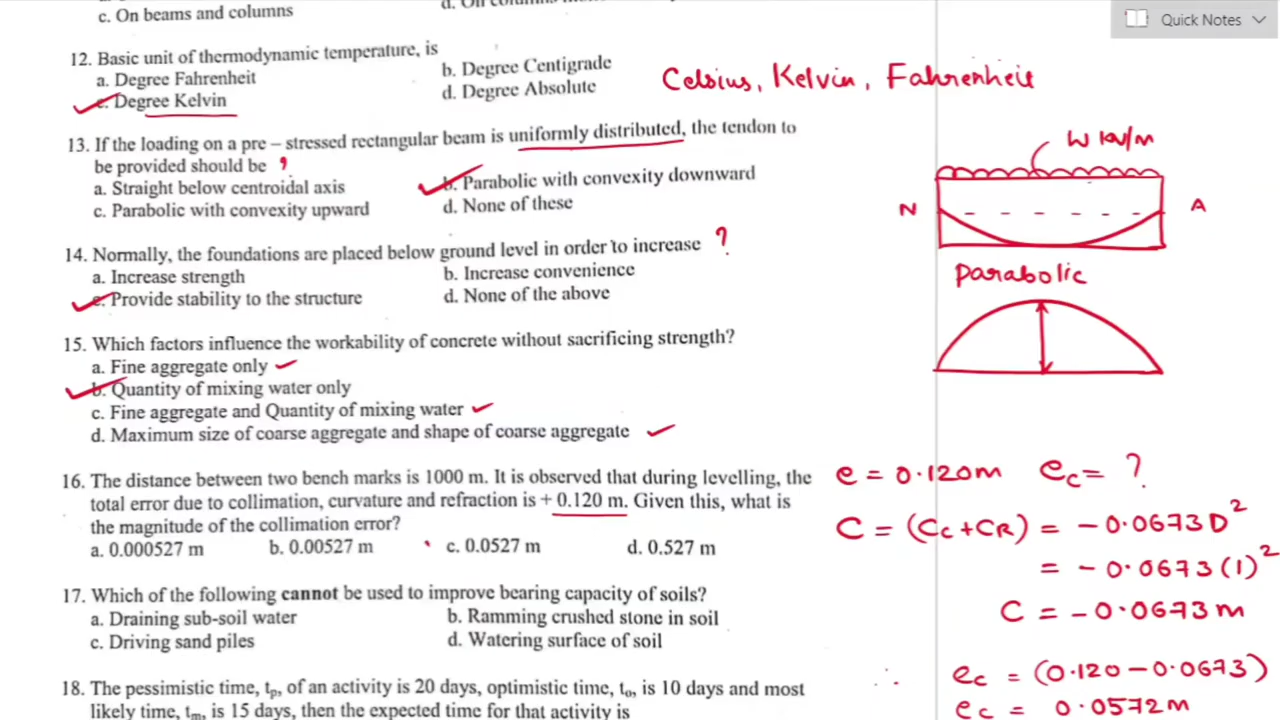 c. On beams and columns
Quick Notes
12. Basic unit of thermodynamic temperature, is
a. Degree Fahrenheit
b. Degree Centigrade
c. Degree Kelvin
d. Degree Absolute
Celsius, Kelvin, Fahrenheit
13. If the loading on a pre – stressed rectangular beam is uniformly distributed, the tendon to
be provided should be ?
a. Straight below centroidal axis
b. Parabolic with convexity downward
c. Parabolic with convexity upward
d. None of these
W kN/m
N
A
Parabolic
14. Normally, the foundations are placed below ground level in order to increase ?
a. Increase strength
b. Increase convenience
c. Provide stability to the structure
d. None of the above
15. Which factors influence the workability of concrete without sacrificing strength?
a. Fine aggregate only
b. Quantity of mixing water only
c. Fine aggregate and Quantity of mixing water
d. Maximum size of coarse aggregate and shape of coarse aggregate
16. The distance between two bench marks is 1000 m. It is observed that during levelling, the
total error due to collimation, curvature and refraction is + 0.120 m. Given this, what is
the magnitude of the collimation error?
a. 0.000527 m
b. 0.00527 m
c. 0.0527 m
d. 0.527 m
e = 0.120m ec = ?
C = (Cc + CR) = - 0.0673 D²
= - 0.0673 (1)²
C = - 0.0673 m
∴ ec = (0.120 - 0.0673)
ec = 0.0572 m
17. Which of the following cannot be used to improve bearing capacity of soils?
a. Draining sub-soil water
b. Ramming crushed stone in soil
c. Driving sand piles
d. Watering surface of soil
18. The pessimistic time, tp, of an activity is 20 days, optimistic time, to, is 10 days and most
likely time, tm, is 15 days, then the expected time for that activity is